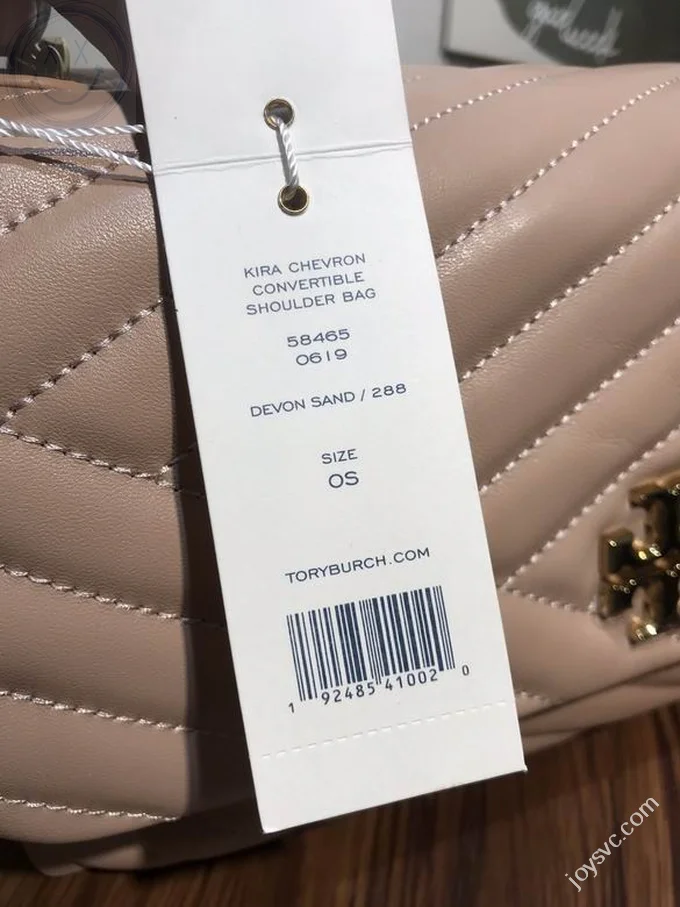 KIRA CHEVRON
CONVERTIBLE
SHOULDER BAG
58465
0619
DEVON SAND / 288
SIZE
OS
TORYBURCH.COM
1 92485 41002 0
joysvc.com